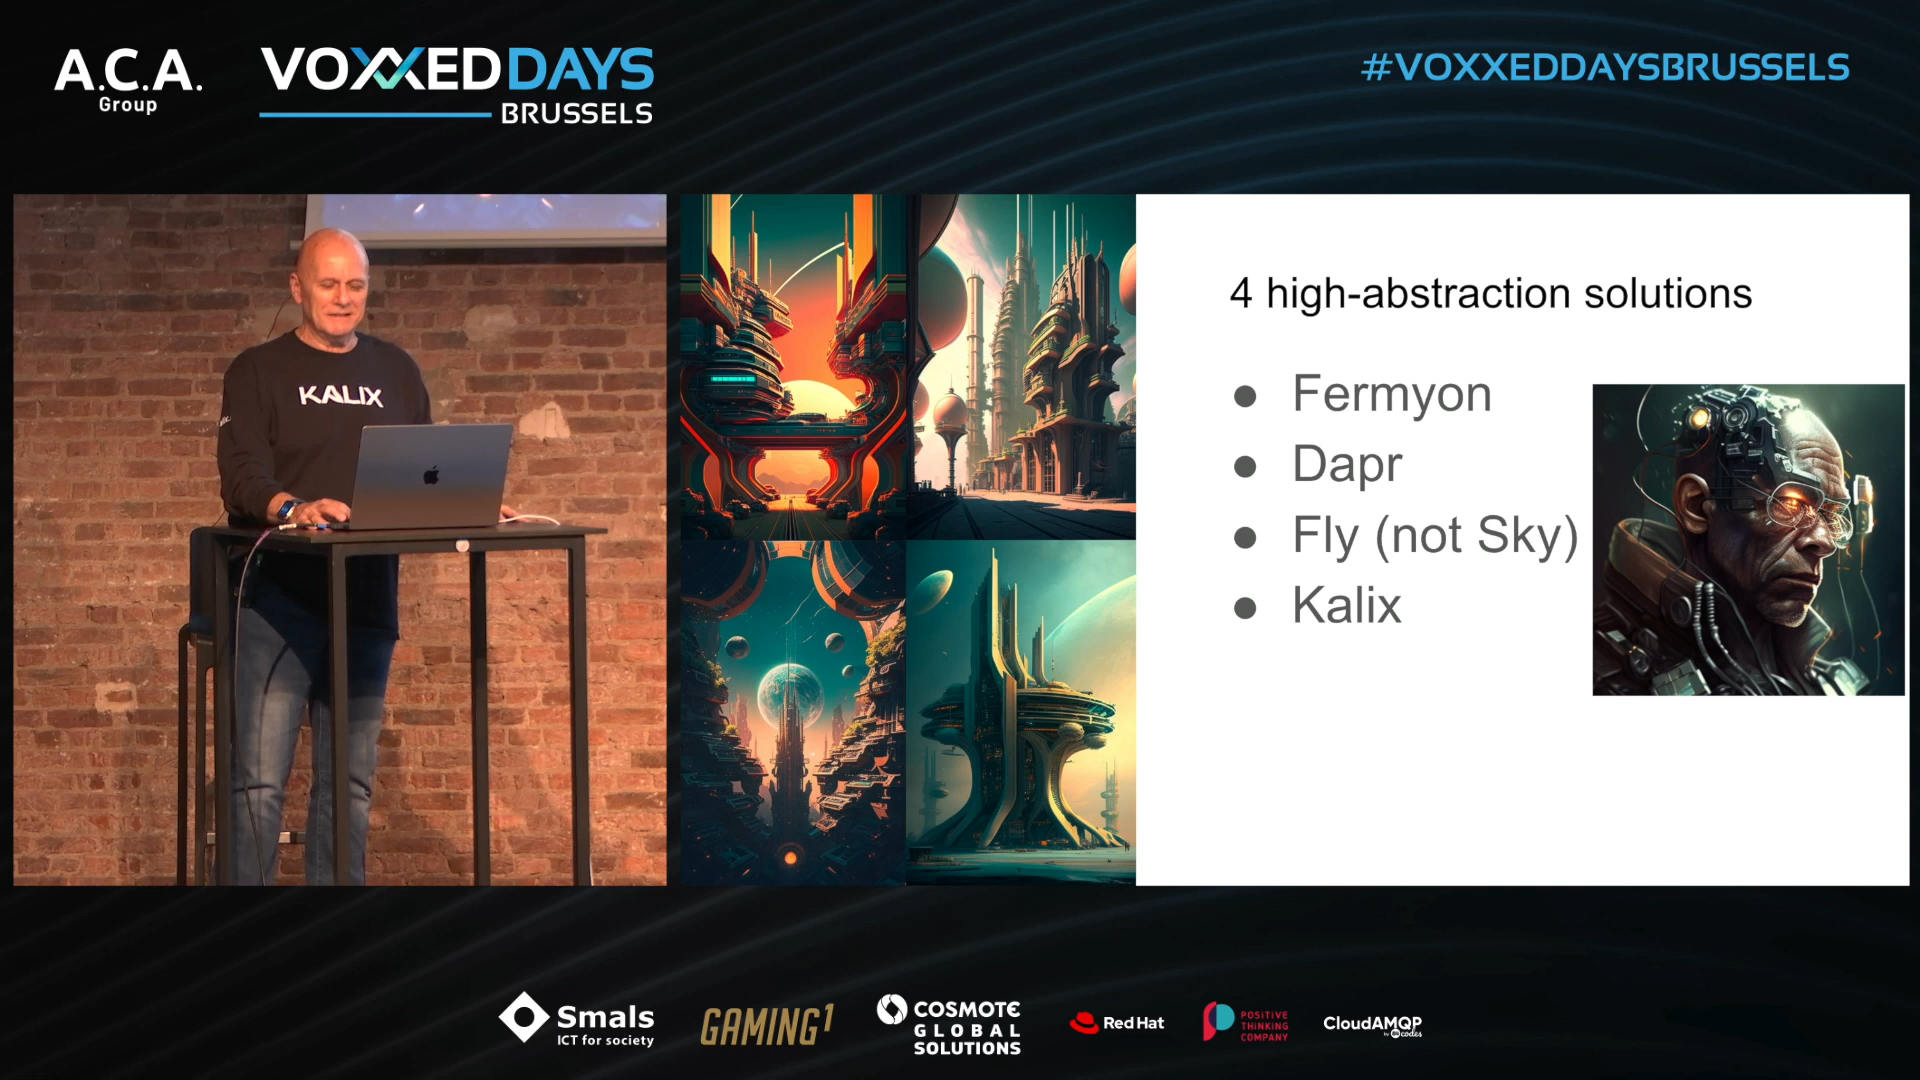 A.C.A.
Group
VOXXEDDAYS
BRUSSELS
#VOXXEDDAYSBRUSSELS
KALIX
4 high-abstraction solutions
● Fermyon
● Dapr
● Fly (not Sky)
● Kalix
Smals
ICT for society
GAMING1
COSMOTE
GLOBAL
SOLUTIONS
Red Hat
POSITIVE
THINKING
COMPANY
CloudAMQP